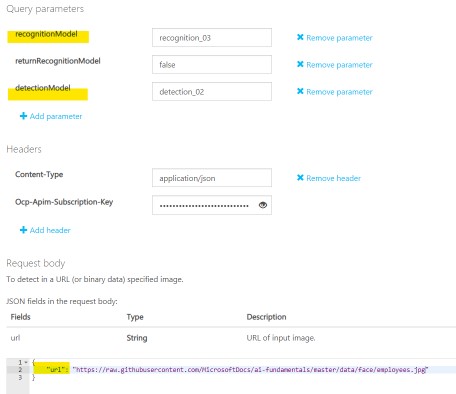 Query parameters
recognitionModel recognition_03 ✖ Remove parameter
returnRecognitionModel false ✖ Remove parameter
detectionModel detection_02 ✖ Remove parameter
✚ Add parameter
Headers
Content-Type application/json ✖ Remove header
Ocp-Apim-Subscription-Key ••••••••••••••••••••••••••••
✚ Add header
Request body
To detect in a URL (or binary data) specified image.
JSON fields in the request body:
Fields Type Description
url String URL of input image.
1 {
2 "url": "https://raw.githubusercontent.com/MicrosoftDocs/ai-fundamentals/master/data/face/employees.jpg"
3 }